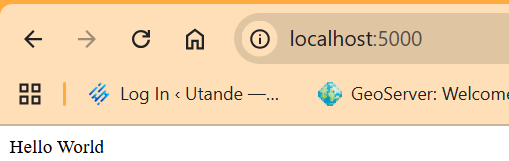 localhost:5000
Log In ‹ Utande —... GeoServer: Welcome
Hello World